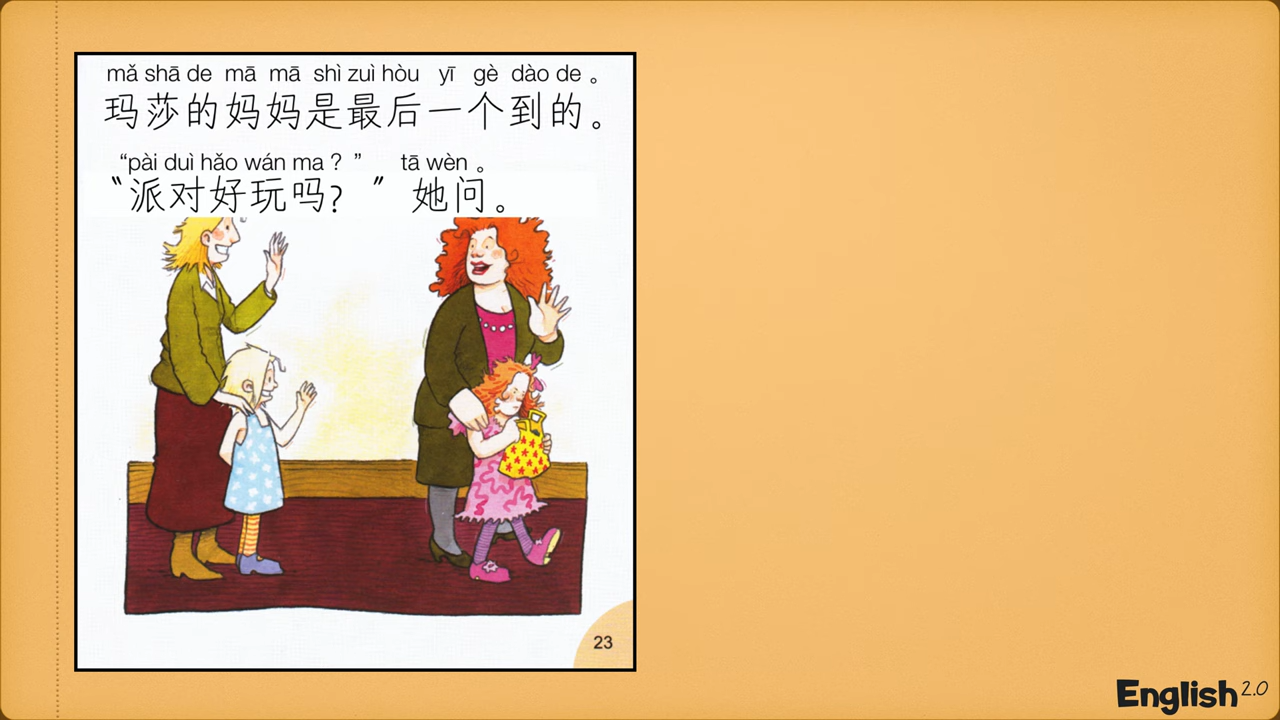 mǎ shā de mā mā shì zuì hòu yī gè dào de 。
玛莎的妈妈是最后一个到的。
“pài duì hǎo wán ma ? ” tā wèn 。
“派对好玩吗? ” 她问。
23
English 2.0